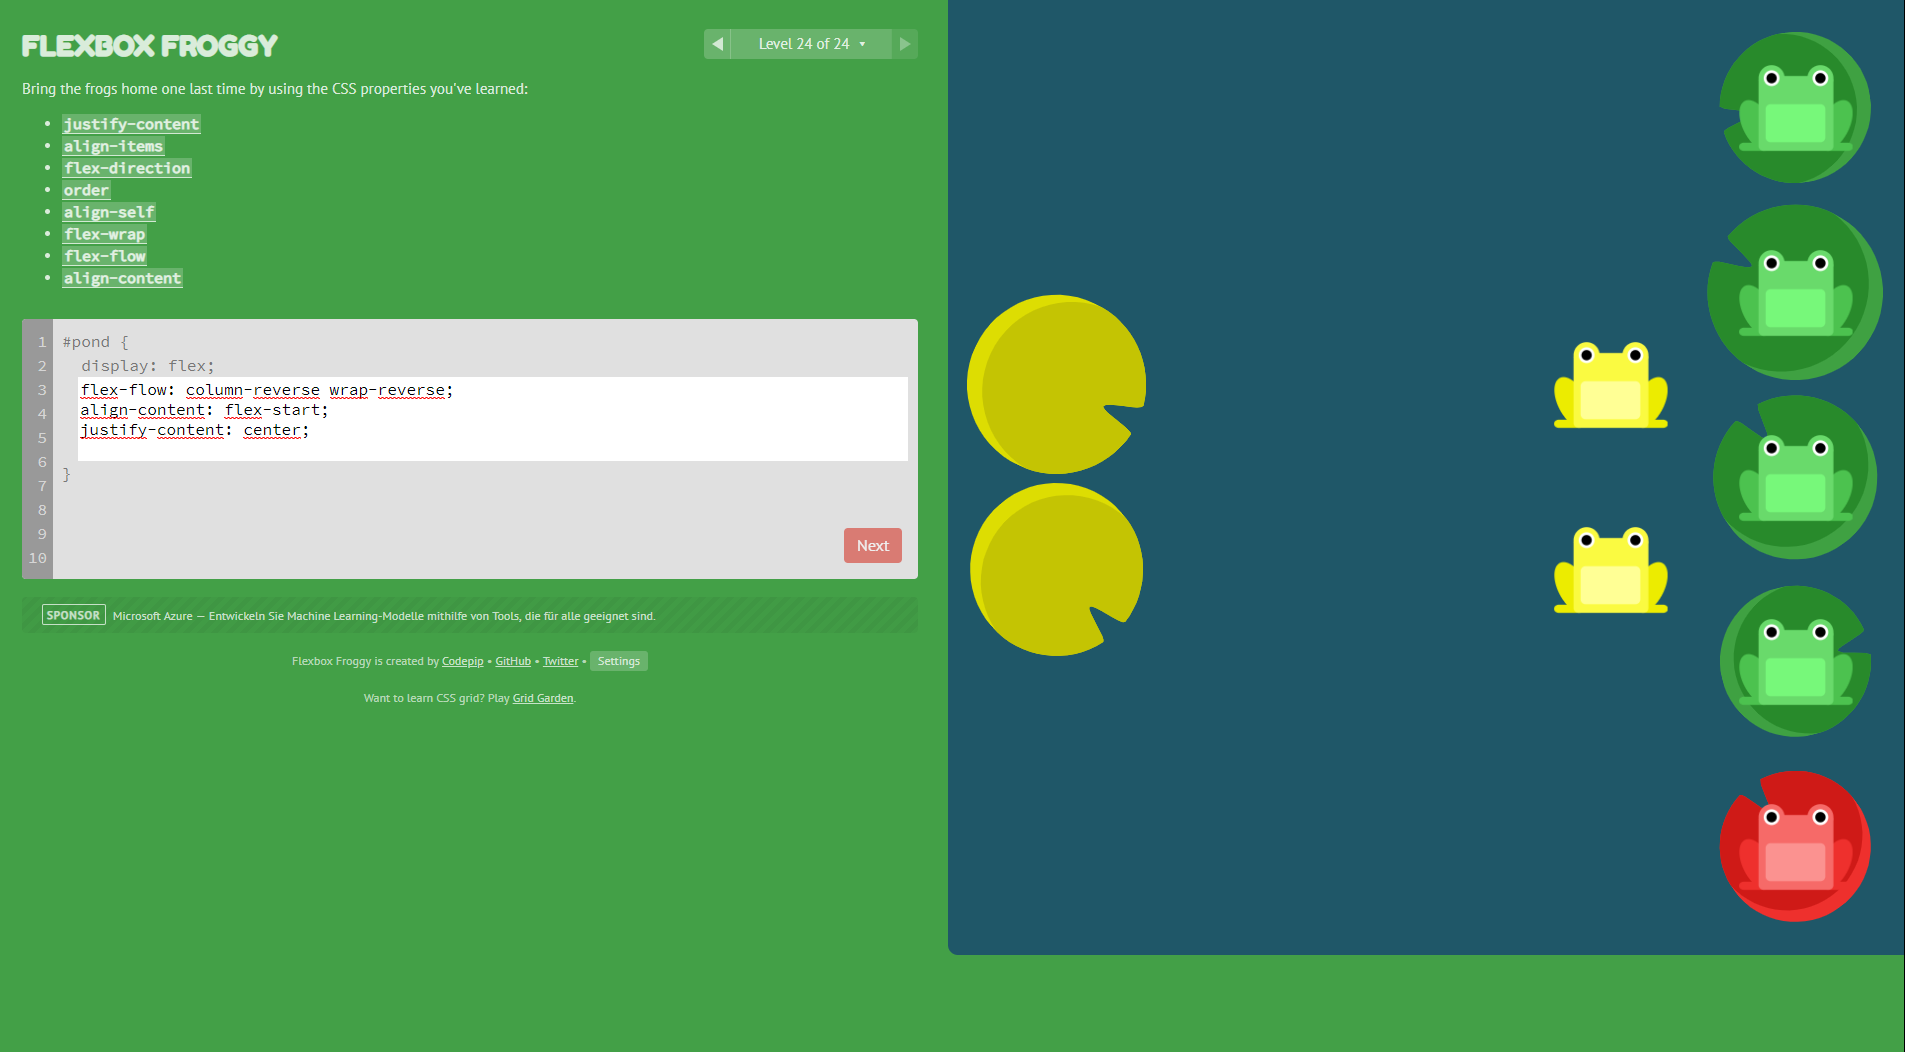 FLEXBOX FROGGY
Level 24 of 24
Bring the frogs home one last time by using the CSS properties you've learned:
justify-content
align-items
flex-direction
order
align-self
flex-wrap
flex-flow
align-content
1 #pond {
2 display: flex;
3 flex-flow: column-reverse wrap-reverse;
4 align-content: flex-start;
5 justify-content: center;
6 }
7
8
9
10
Next
SPONSOR Microsoft Azure — Entwickeln Sie Machine Learning-Modelle mithilfe von Tools, die für alle geeignet sind.
Flexbox Froggy is created by Codepip • GitHub • Twitter • Settings
Want to learn CSS grid? Play Grid Garden.